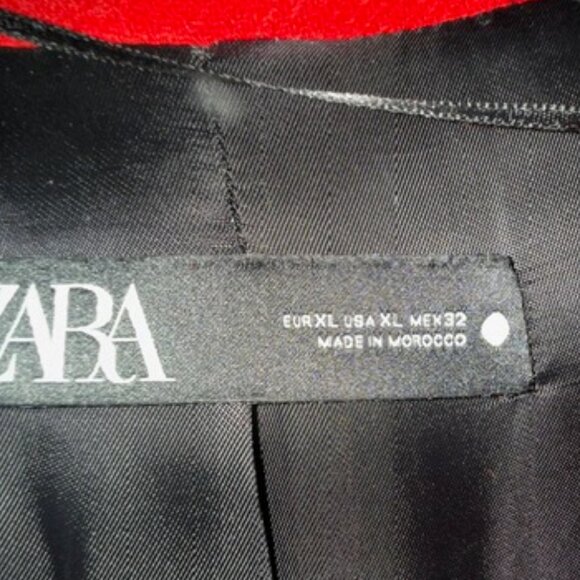 ZARA
EUR XL USA XL MEX 32
MADE IN MOROCCO